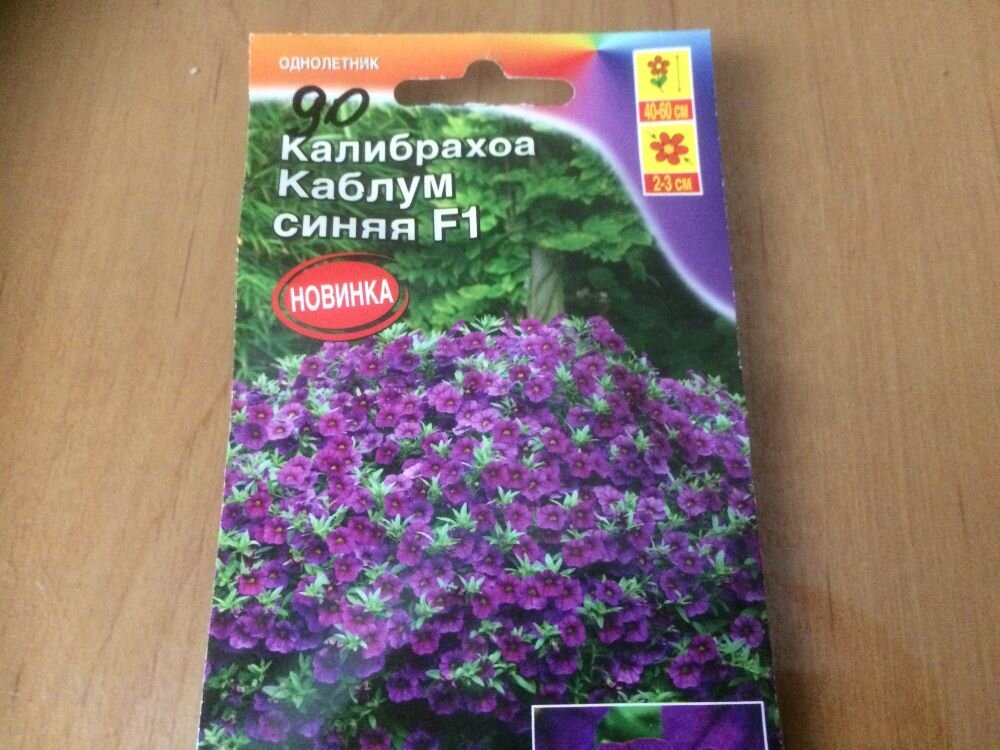 ОДНОЛЕТНИК
90
Калибрахоа
Каблум
синяя F1
НОВИНКА
40-60 см
2-3 см